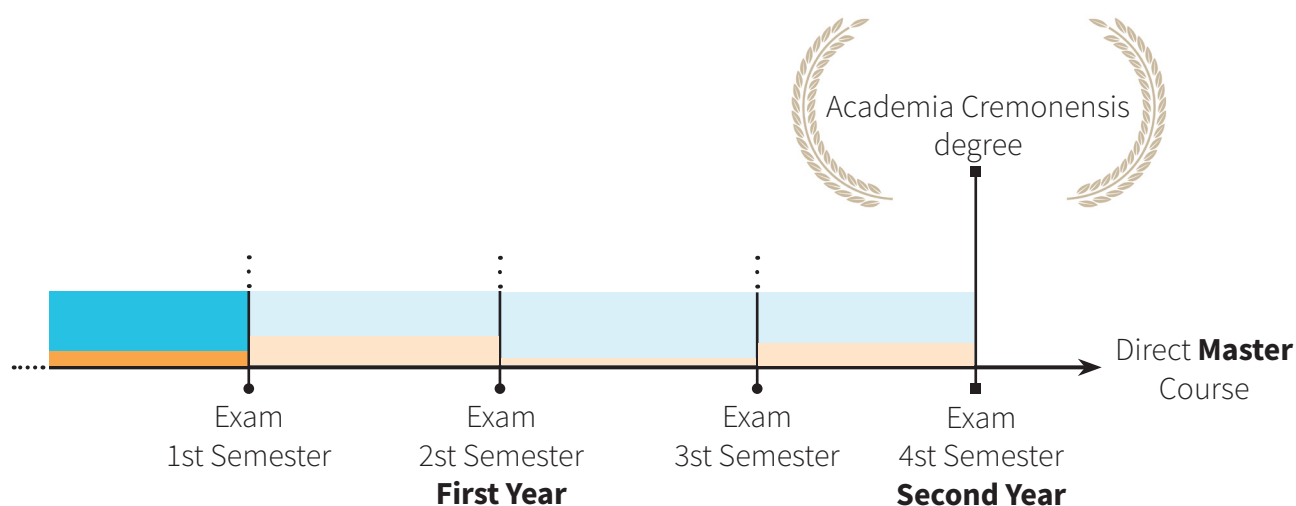 Academia Cremonensis
degree
Direct Master
Course
Exam
1st Semester
Exam
2st Semester
First Year
Exam
3st Semester
Exam
4st Semester
Second Year